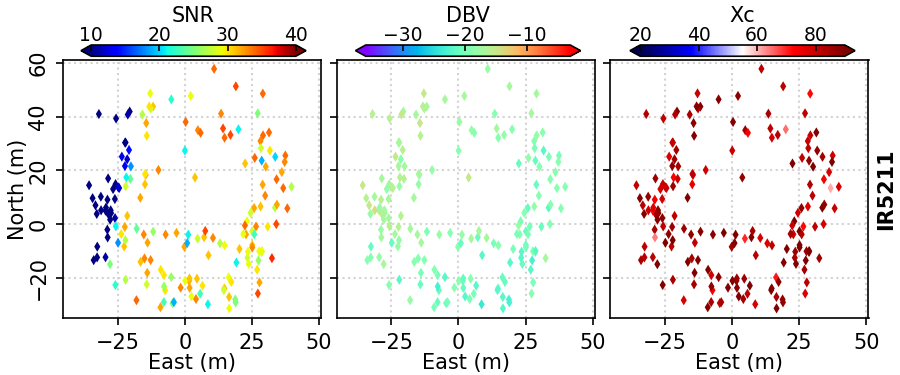 SNR DBV Xc
10 20 30 40 −30 −20 −10 20 40 60 80
60
40
20
0
−20
North (m)
−25 0 25 50 −25 0 25 50 −25 0 25 50
East (m) East (m) East (m)
IR5211